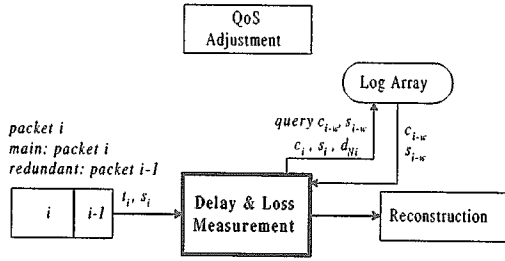 QoS
Adjustment
Log Array
query c_{i-w}, s_{i-w}
c_i, s_i, d_{Ni}
c_{i-w}
s_{i-w}
packet i
main: packet i
redundant: packet i-1
i
i-1
t_i, s_i
Delay & Loss
Measurement
Reconstruction